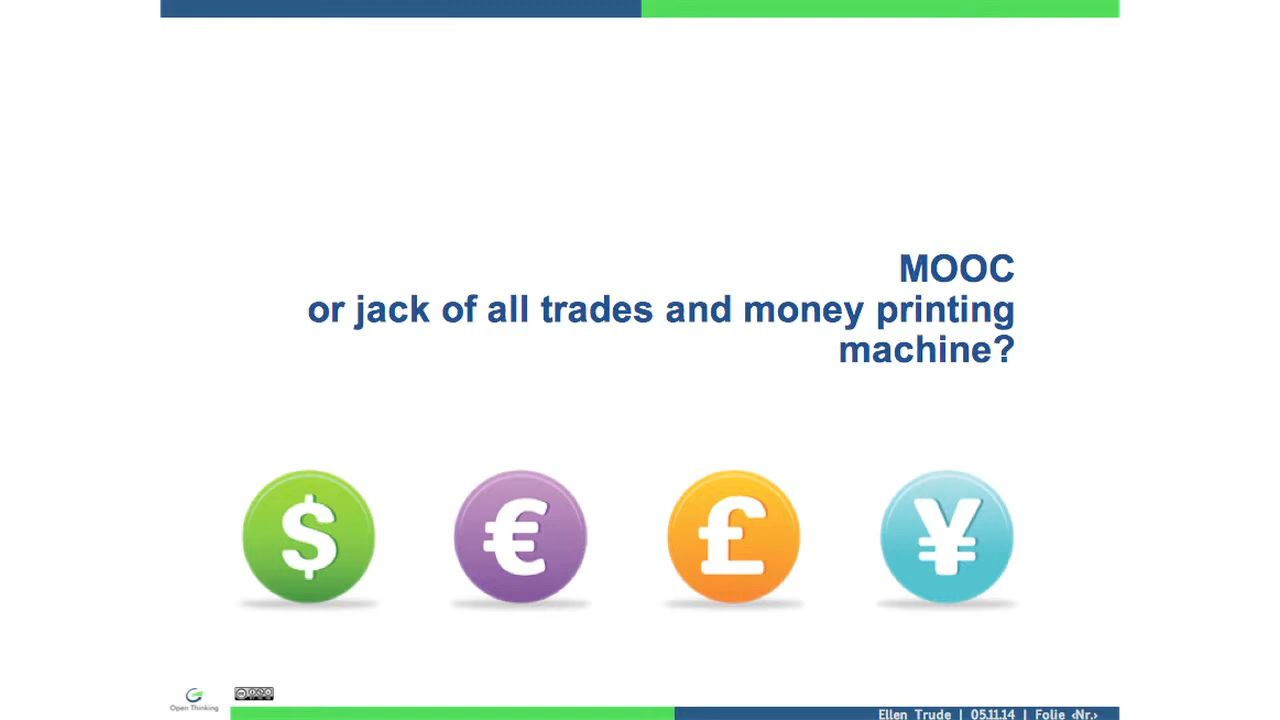 MOOC
or jack of all trades and money printing
machine?
$ € £ ¥
Open Thinking
Ellen Trude | 05.11.14 | Folie ‹Nr.›